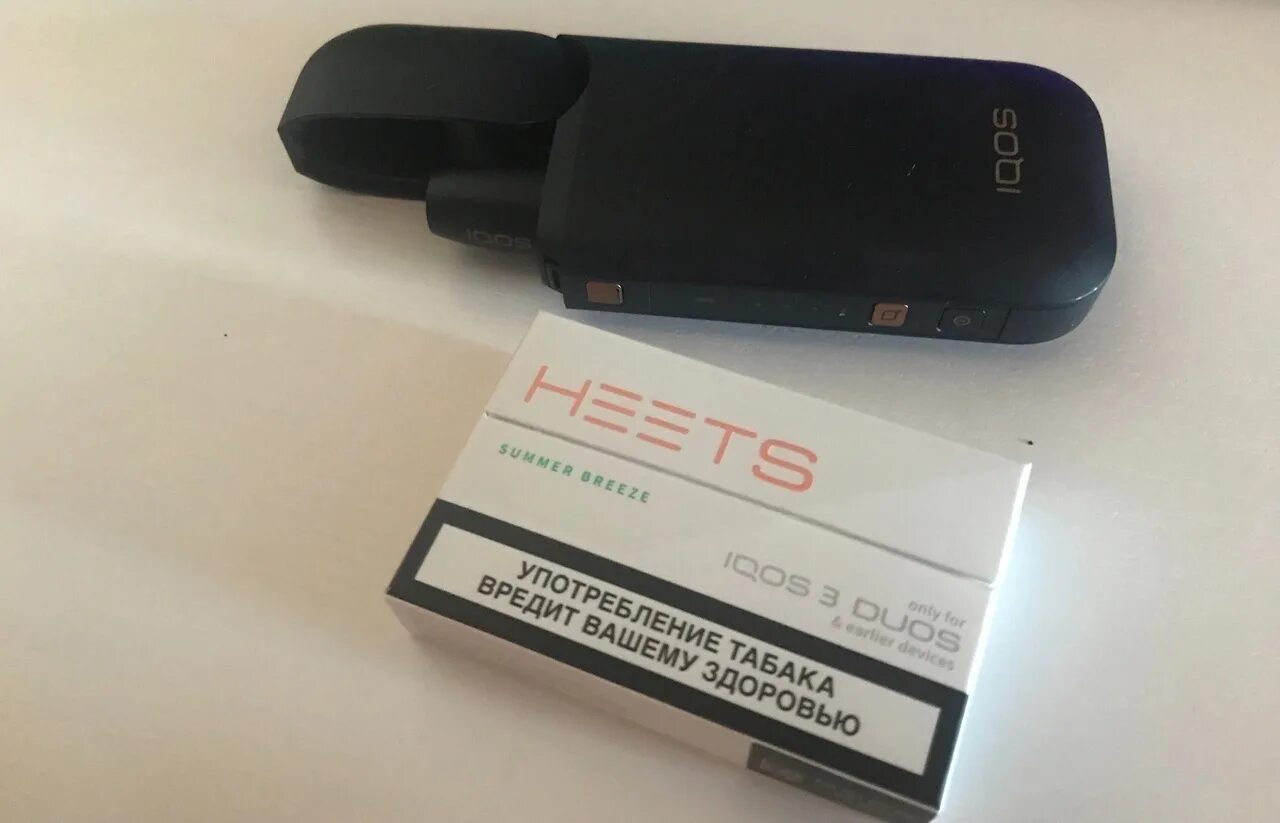 IQOS
IQOS
HEETS
SUMMER BREEZE
only for
IQOS 3 DUOS
& earlier devices
УПОТРЕБЛЕНИЕ ТАБАКА
ВРЕДИТ ВАШЕМУ ЗДОРОВЬЮ